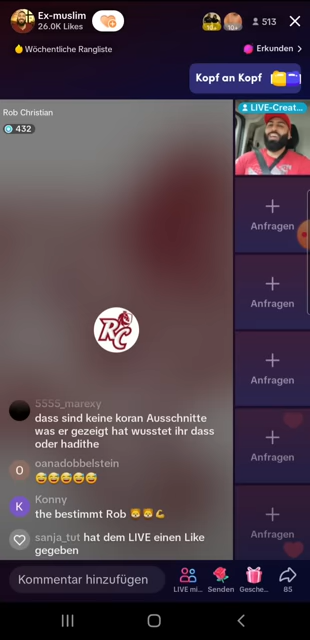 Ex-muslim
26.0K Likes
513
Wöchentliche Rangliste
Erkunden >
Kopf an Kopf
Rob Christian
432
LIVE-Creat...
RC
Anfragen
Anfragen
Anfragen
Anfragen
Anfragen
5555_marexy
dass sind keine koran Ausschnitte
was er gezeigt hat wusstet ihr dass
oder hadithe
O
oanadobbelstein
K
Konny
the bestimmt Rob
sanja_tut hat dem LIVE einen Like
gegeben
Kommentar hinzufügen
LIVE mi...
Senden
Gesche...
85